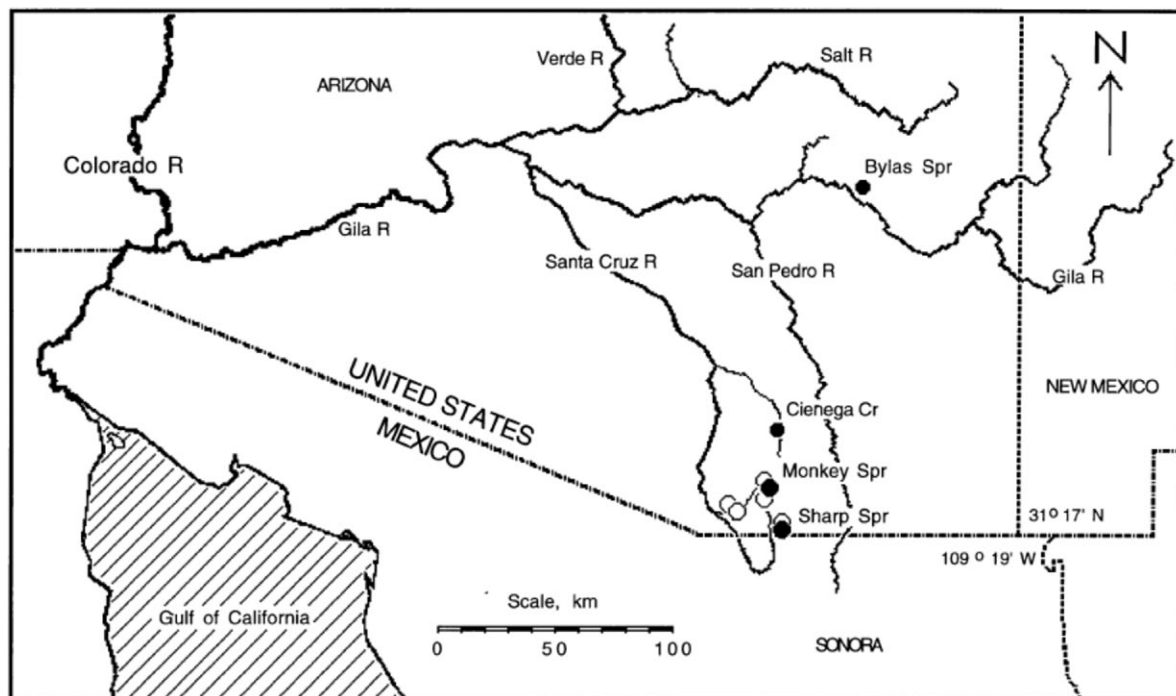 Verde R
Salt R
N
ARIZONA
Colorado R
Bylas Spr
Gila R
Santa Cruz R
San Pedro R
Gila R
UNITED STATES
MEXICO
NEW MEXICO
Cienega Cr
Monkey Spr
Sharp Spr
31° 17' N
109 ° 19' W
Scale, km
Gulf of California
0 50 100
SONORA